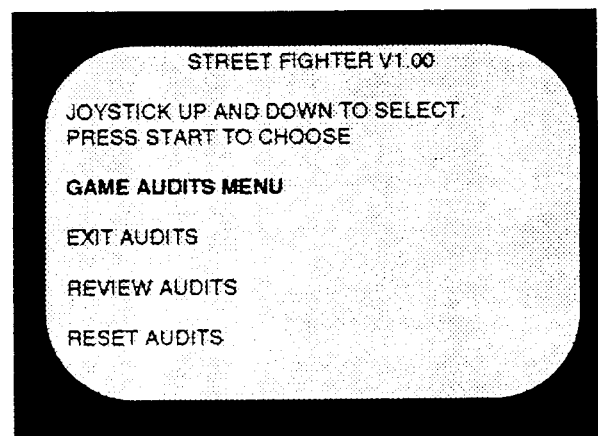 STREET FIGHTER V1.00
JOYSTICK UP AND DOWN TO SELECT.
PRESS START TO CHOOSE
GAME AUDITS MENU
EXIT AUDITS
REVIEW AUDITS
RESET AUDITS